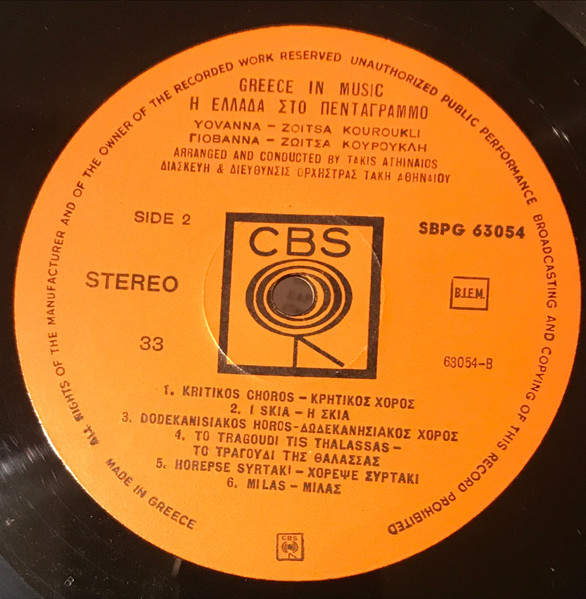 ALL RIGHTS OF THE MANUFACTURER AND OF THE OWNER OF THE RECORDED WORK RESERVED UNAUTHORIZED PUBLIC PERFORMANCE BROADCASTING AND COPYING OF THIS RECORD PROHIBITED
GREECE IN MUSIC
Η ΕΛΛΑΔΑ ΣΤΟ ΠΕΝΤΑΓΡΑΜΜΟ
YOVANNA – ZOITSA KOUROUKLI
ΓΙΟΒΑΝΝΑ – ΖΩΙΤΣΑ ΚΟΥΡΟΥΚΛΗ
ARRANGED AND CONDUCTED BY TAKIS ATHINAIOS
ΔΙΑΣΚΕΥΗ & ΔΙΕΥΘΥΝΣΙΣ ΟΡΧΗΣΤΡΑΣ ΤΑΚΗ ΑΘΗΝΑΙΟΥ
SIDE 2
CBS
SBPG 63054
STEREO
B.I.E.M.
33
63054-B
1. KRITIKOS CHOROS – ΚΡΗΤΙΚΟΣ ΧΟΡΟΣ
2. I SKIA – Η ΣΚΙΑ
3. DODEKANISIAKOS HOROS-ΔΩΔΕΚΑΝΗΣΙΑΚΟΣ ΧΟΡΟΣ
4. TO TRAGOUDI TIS THALASSAS –
ΤΟ ΤΡΑΓΟΥΔΙ ΤΗΣ ΘΑΛΑΣΣΑΣ
5. HOREPSE SYRTAKI – ΧΟΡΕΨΕ ΣΥΡΤΑΚΙ
6. MILAS – ΜΙΛΑΣ
MADE IN GREECE